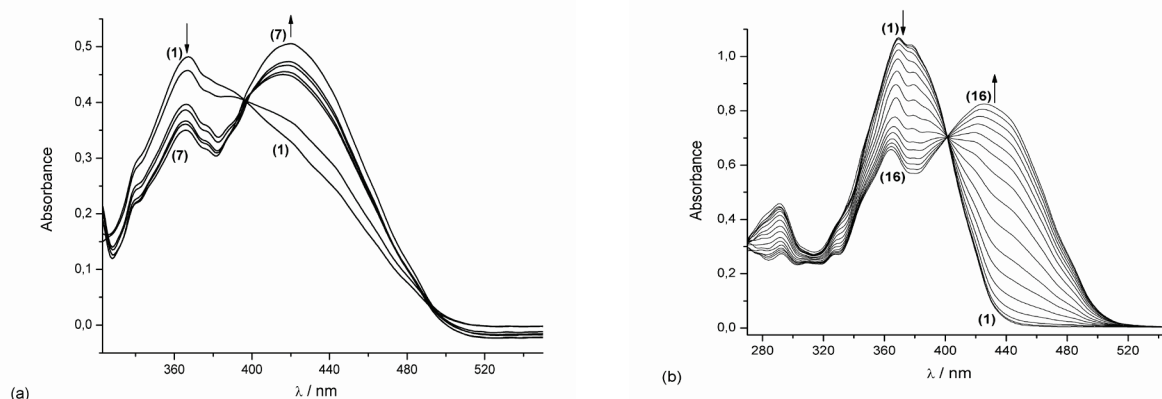 (1)
(7)
0,5
0,4
0,3
0,2
0,1
0,0
(7)
(1)
Absorbance
360 400 440 480 520
λ / nm
(a)
(1)
(16)
1,0
0,8
0,6
0,4
0,2
0,0
(16)
(1)
Absorbance
280 320 360 400 440 480 520
λ / nm
(b)